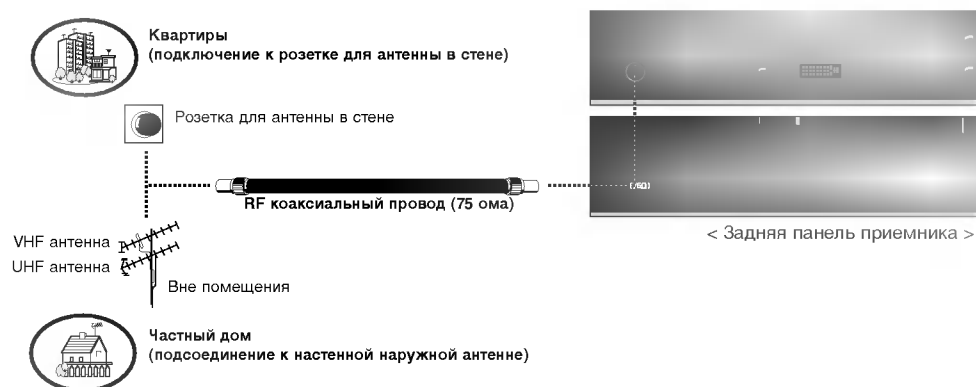 Квартиры
(подключение к розетке для антенны в стене)
Розетка для антенны в стене
RF коаксиальный провод (75 ома)
VHF антенна
UHF антенна
Вне помещения
< Задняя панель приемника >
Частный дом
(подсоединение к настенной наружной антенне)